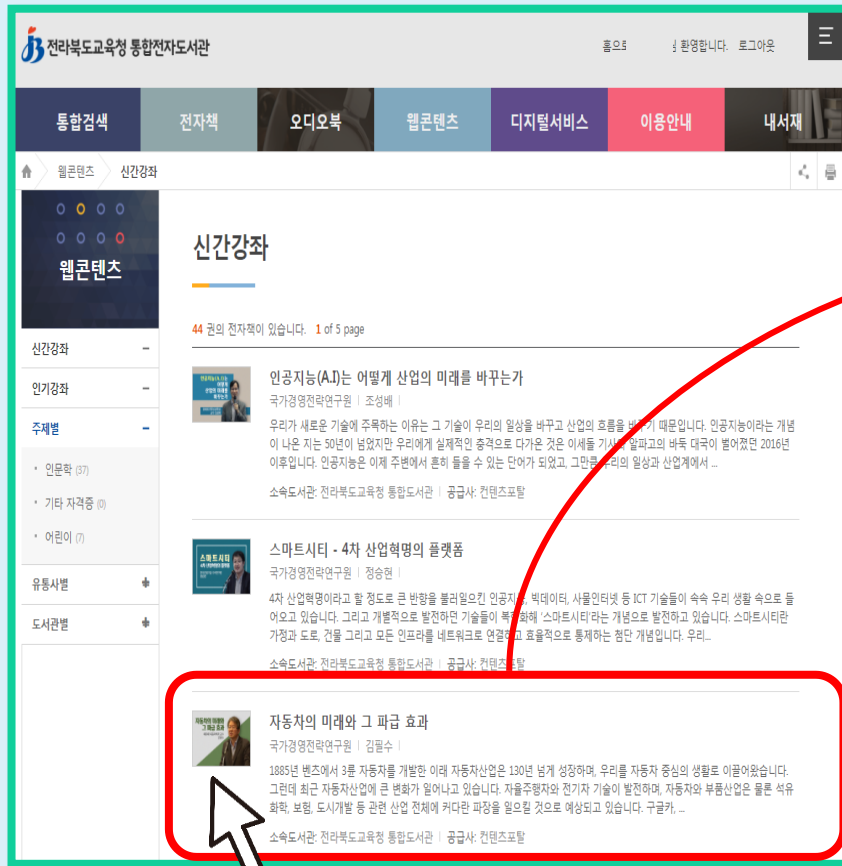 전라북도교육청 통합전자도서관
홈으로 환영합니다. 로그아웃
통합검색 전자책 오디오북 웹콘텐츠 디지털서비스 이용안내 내서재
웹콘텐츠 신간강좌
웹콘텐츠
신간강좌
인기강좌
주제별
인문학 (37)
기타 자격증 (0)
어린이 (7)
유통사별
도서관별
신간강좌
44 권의 전자책이 있습니다. 1 of 5 page
인공지능(A.I)는 어떻게 산업의 미래를 바꾸는가
국가경영전략연구원 | 조성배 |
우리가 새로운 기술에 주목하는 이유는 그 기술이 우리의 일상을 바꾸고 산업의 흐름을 바꾸기 때문입니다. 인공지능이라는 개념
이 나온 지는 50년이 넘었지만 우리에게 실제적인 충격으로 다가온 것은 이세돌 기사와 알파고의 바둑 대국이 벌어졌던 2016년
이후입니다. 인공지능은 이제 주변에서 흔히 들을 수 있는 단어가 되었고, 그만큼 우리의 일상과 산업계에서 ...
소속도서관: 전라북도교육청 통합도서관 | 공급사: 컨텐츠포탈
스마트시티
스마트시티 - 4차 산업혁명의 플랫폼
국가경영전략연구원 | 정승현 |
4차 산업혁명이라고 할 정도로 큰 반향을 불러일으킨 인공지능, 빅데이터, 사물인터넷 등 ICT 기술들이 속속 우리 생활 속으로 들
어오고 있습니다. 그리고 개별적으로 발전하던 기술들이 복합화해 '스마트시티'라는 개념으로 발전하고 있습니다. 스마트시티란
가정과 도로, 건물 그리고 모든 인프라를 네트워크로 연결하고 효율적으로 통제하는 첨단 개념입니다. 우리...
소속도서관: 전라북도교육청 통합도서관 | 공급사: 컨텐츠포탈
자동차의 미래와
그 파급 효과
자동차의 미래와 그 파급 효과
국가경영전략연구원 | 김필수 |
1885년 벤츠에서 3륜 자동차를 개발한 이래 자동차산업은 130년 넘게 성장하며, 우리를 자동차 중심의 생활로 이끌어왔습니다.
그런데 최근 자동차산업에 큰 변화가 일어나고 있습니다. 자율주행차와 전기차 기술이 발전하며, 자동차와 부품산업은 물론 석유
화학, 보험, 도시개발 등 관련 산업 전체에 커다란 파장을 일으킬 것으로 예상되고 있습니다. 구글카, ...
소속도서관: 전라북도교육청 통합도서관 | 공급사: 컨텐츠포탈